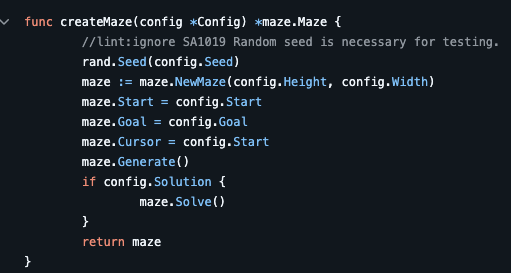 func createMaze(config *Config) *maze.Maze {
//lint:ignore SA1019 Random seed is necessary for testing.
rand.Seed(config.Seed)
maze := maze.NewMaze(config.Height, config.Width)
maze.Start = config.Start
maze.Goal = config.Goal
maze.Cursor = config.Start
maze.Generate()
if config.Solution {
maze.Solve()
}
return maze
}